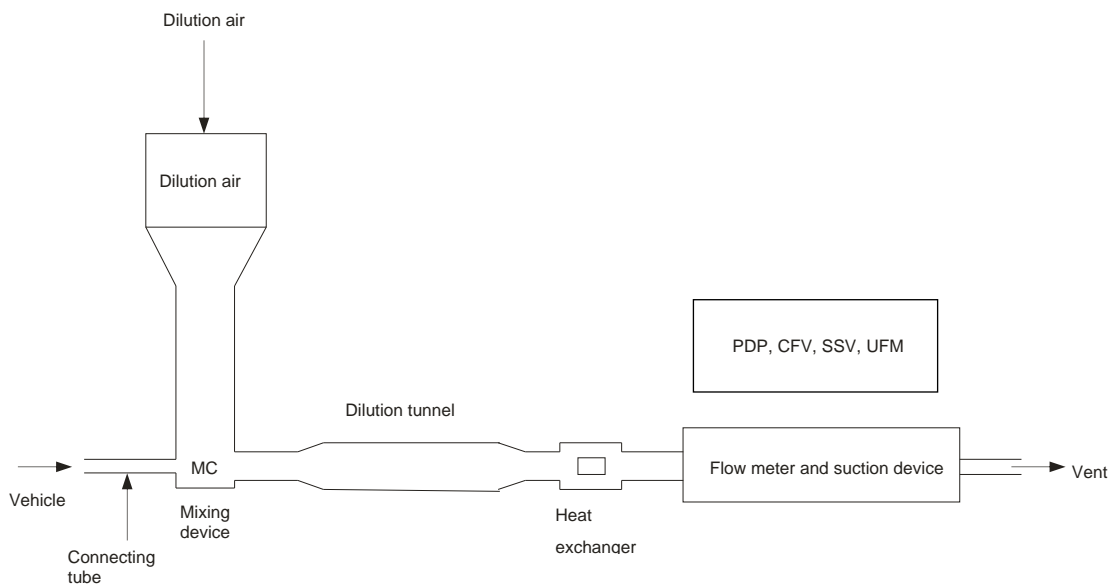 Dilution air
Dilution air
PDP, CFV, SSV, UFM
Dilution tunnel
MC
Flow meter and suction device
Vent
Vehicle
Mixing
device
Heat
exchanger
Connecting
tube